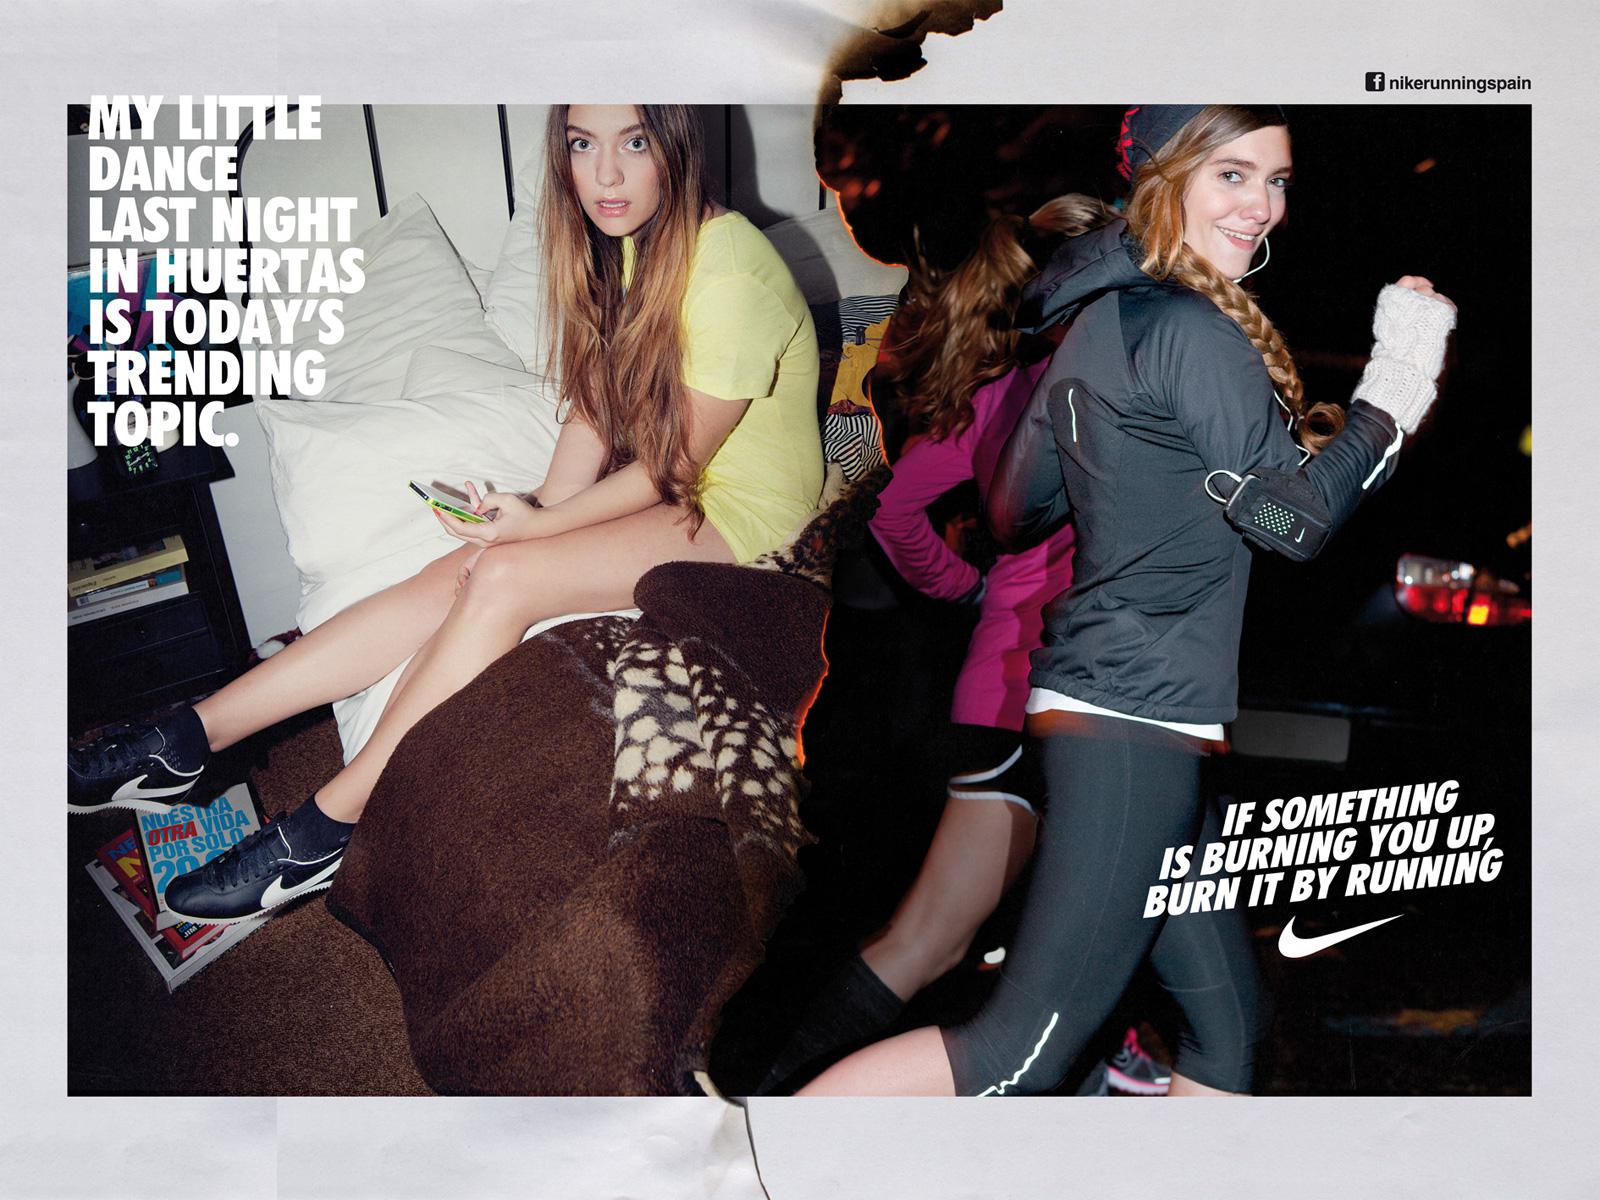 nikerunningspain
MY LITTLE
DANCE
LAST NIGHT
IN HUERTAS
IS TODAY'S
TRENDING
TOPIC.
NUESTRA
OTRA VIDA
POR SOLO
IF SOMETHING
IS BURNING YOU UP,
BURN IT BY RUNNING